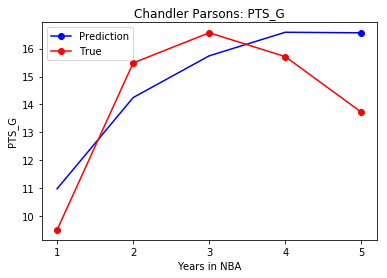 Chandler Parsons: PTS_G
Prediction
True
PTS_G
16
15
14
13
12
11
10
1 2 3 4 5
Years in NBA